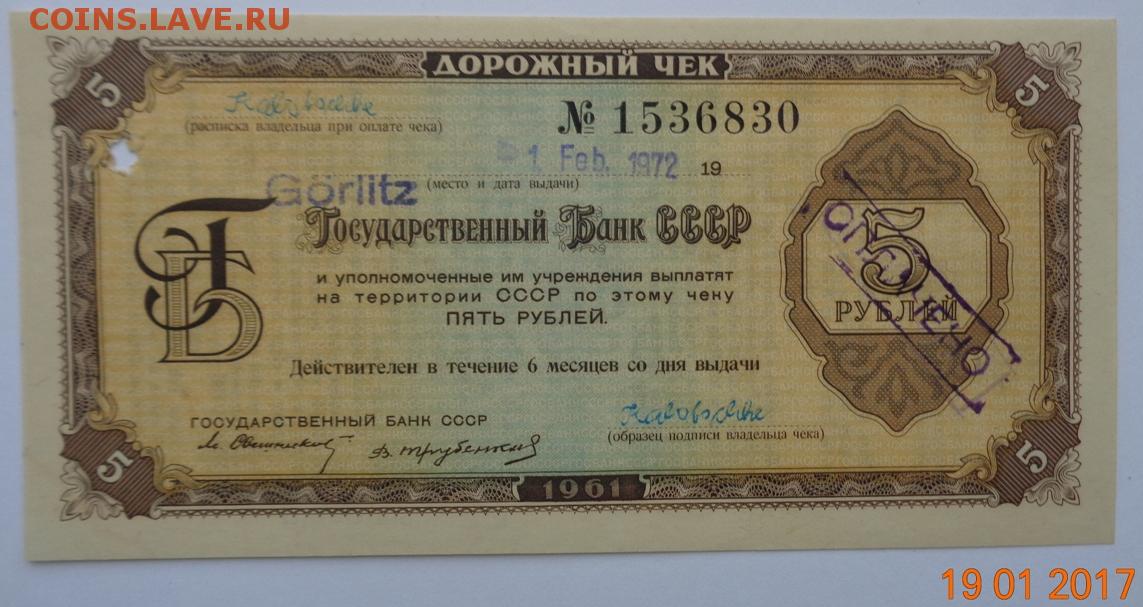 COINS.LAVE.RU
ДОРОЖНЫЙ ЧЕК
5
5
(расписка владельца при оплате чека)
№ 1536830
1. Feb. 1972 19
Görlitz (место и дата выдачи)
Государственный Банк СССР
ГБ
и уполномоченные им учреждения выплатят
на территории СССР по этому чеку
ПЯТЬ РУБЛЕЙ.
5
РУБЛЕЙ
ОПЛАЧЕНО
Действителен в течение 6 месяцев со дня выдачи
ГОСУДАРСТВЕННЫЙ БАНК СССР
(образец подписи владельца чека)
5
5
1961
19 01 2017